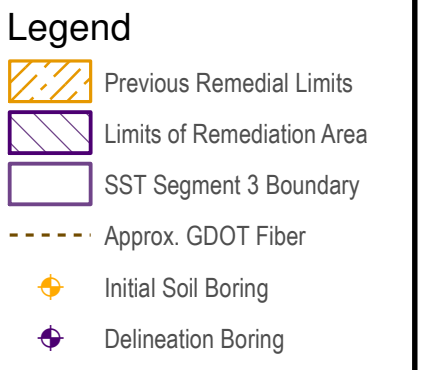 Legend
Previous Remedial Limits
Limits of Remediation Area
SST Segment 3 Boundary
Approx. GDOT Fiber
Initial Soil Boring
Delineation Boring